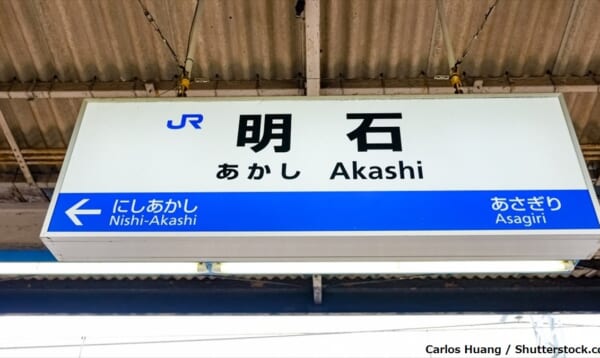 JR 明石
あかし Akashi
← にしあかし あさぎり
Nishi-Akashi Asagiri
Carlos Huang / Shutterstock.c